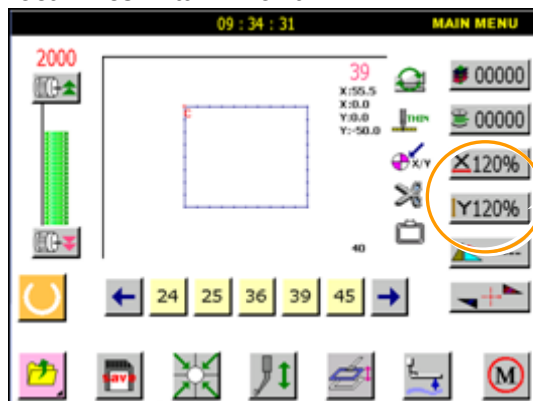 09 : 34 : 31 MAIN MENU
2000
39
X:55.5
X:0.0
Y:0.0
Y:-50.0
THIN
X/Y
40
00000
00000
X120%
Y120%
24 25 36 39 45
save
M